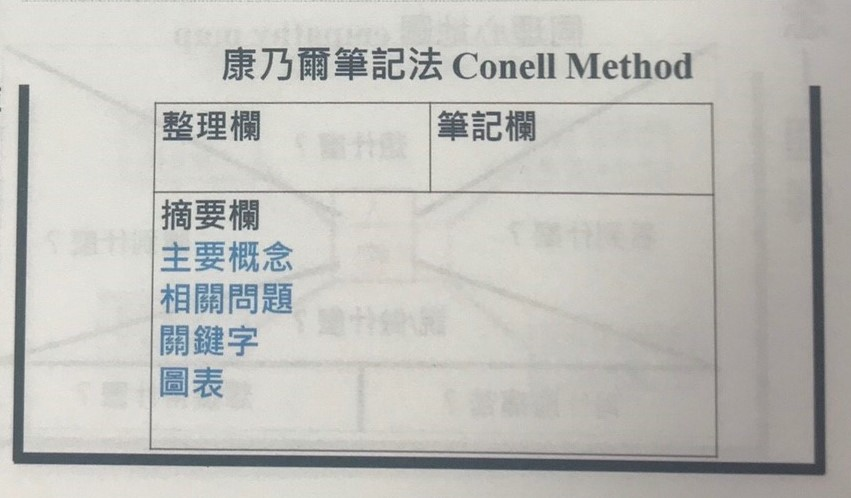 康乃爾筆記法 Conell Method
整理欄
筆記欄
摘要欄
主要概念
相關問題
關鍵字
圖表